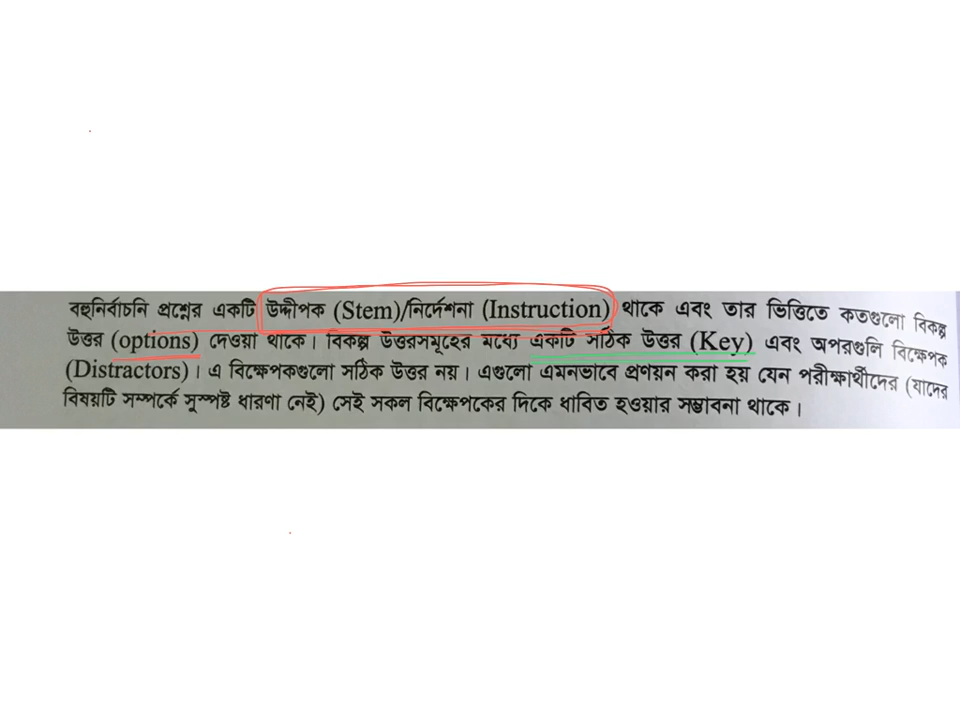 বহুনির্বাচনি প্রশ্নের একটি উদ্দীপক (Stem)/নির্দেশনা (Instruction) থাকে এবং তার ভিত্তিতে কতগুলো বিকল্প
উত্তর (options) দেওয়া থাকে। বিকল্প উত্তরসমূহের মধ্যে একটি সঠিক উত্তর (Key) এবং অপরগুলি বিক্ষেপক
(Distractors)। এ বিক্ষেপকগুলো সঠিক উত্তর নয়। এগুলো এমনভাবে প্রণয়ন করা হয় যেন পরীক্ষার্থীদের (যাদের
বিষয়টি সম্পর্কে সুস্পষ্ট ধারণা নেই) সেই সকল বিক্ষেপকের দিকে ধাবিত হওয়ার সম্ভাবনা থাকে।